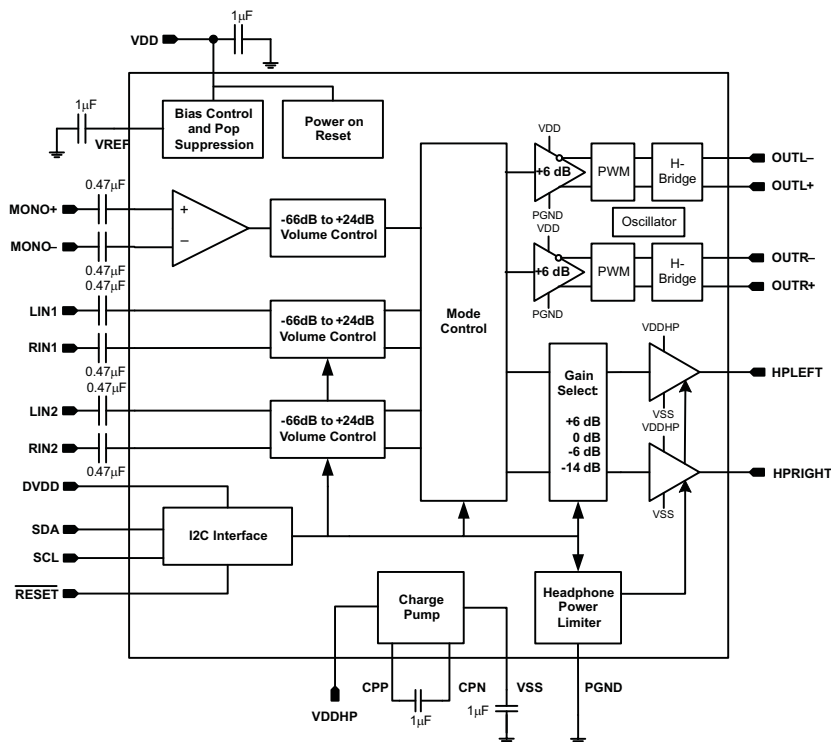 1μF
VDD
1μF
VREF
Bias Control
and Pop
Suppression
Power on
Reset
0.47μF
MONO+
MONO–
0.47μF
+
–
-66dB to +24dB
Volume Control
0.47μF
LIN1
RIN1
0.47μF
-66dB to +24dB
Volume Control
0.47μF
LIN2
RIN2
0.47μF
-66dB to +24dB
Volume Control
DVDD
SDA
SCL
RESET
I2C Interface
Mode
Control
VDD
+6 dB
PGND
PWM
H-
Bridge
OUTL–
OUTL+
Oscillator
VDD
+6 dB
PGND
PWM
H-
Bridge
OUTR–
OUTR+
Gain
Select:
+6 dB
0 dB
-6 dB
-14 dB
VDDHP
VSS
HPLEFT
VDDHP
VSS
HPRIGHT
Charge
Pump
Headphone
Power
Limiter
VDDHP
CPP
1μF
CPN
VSS
1μF
PGND